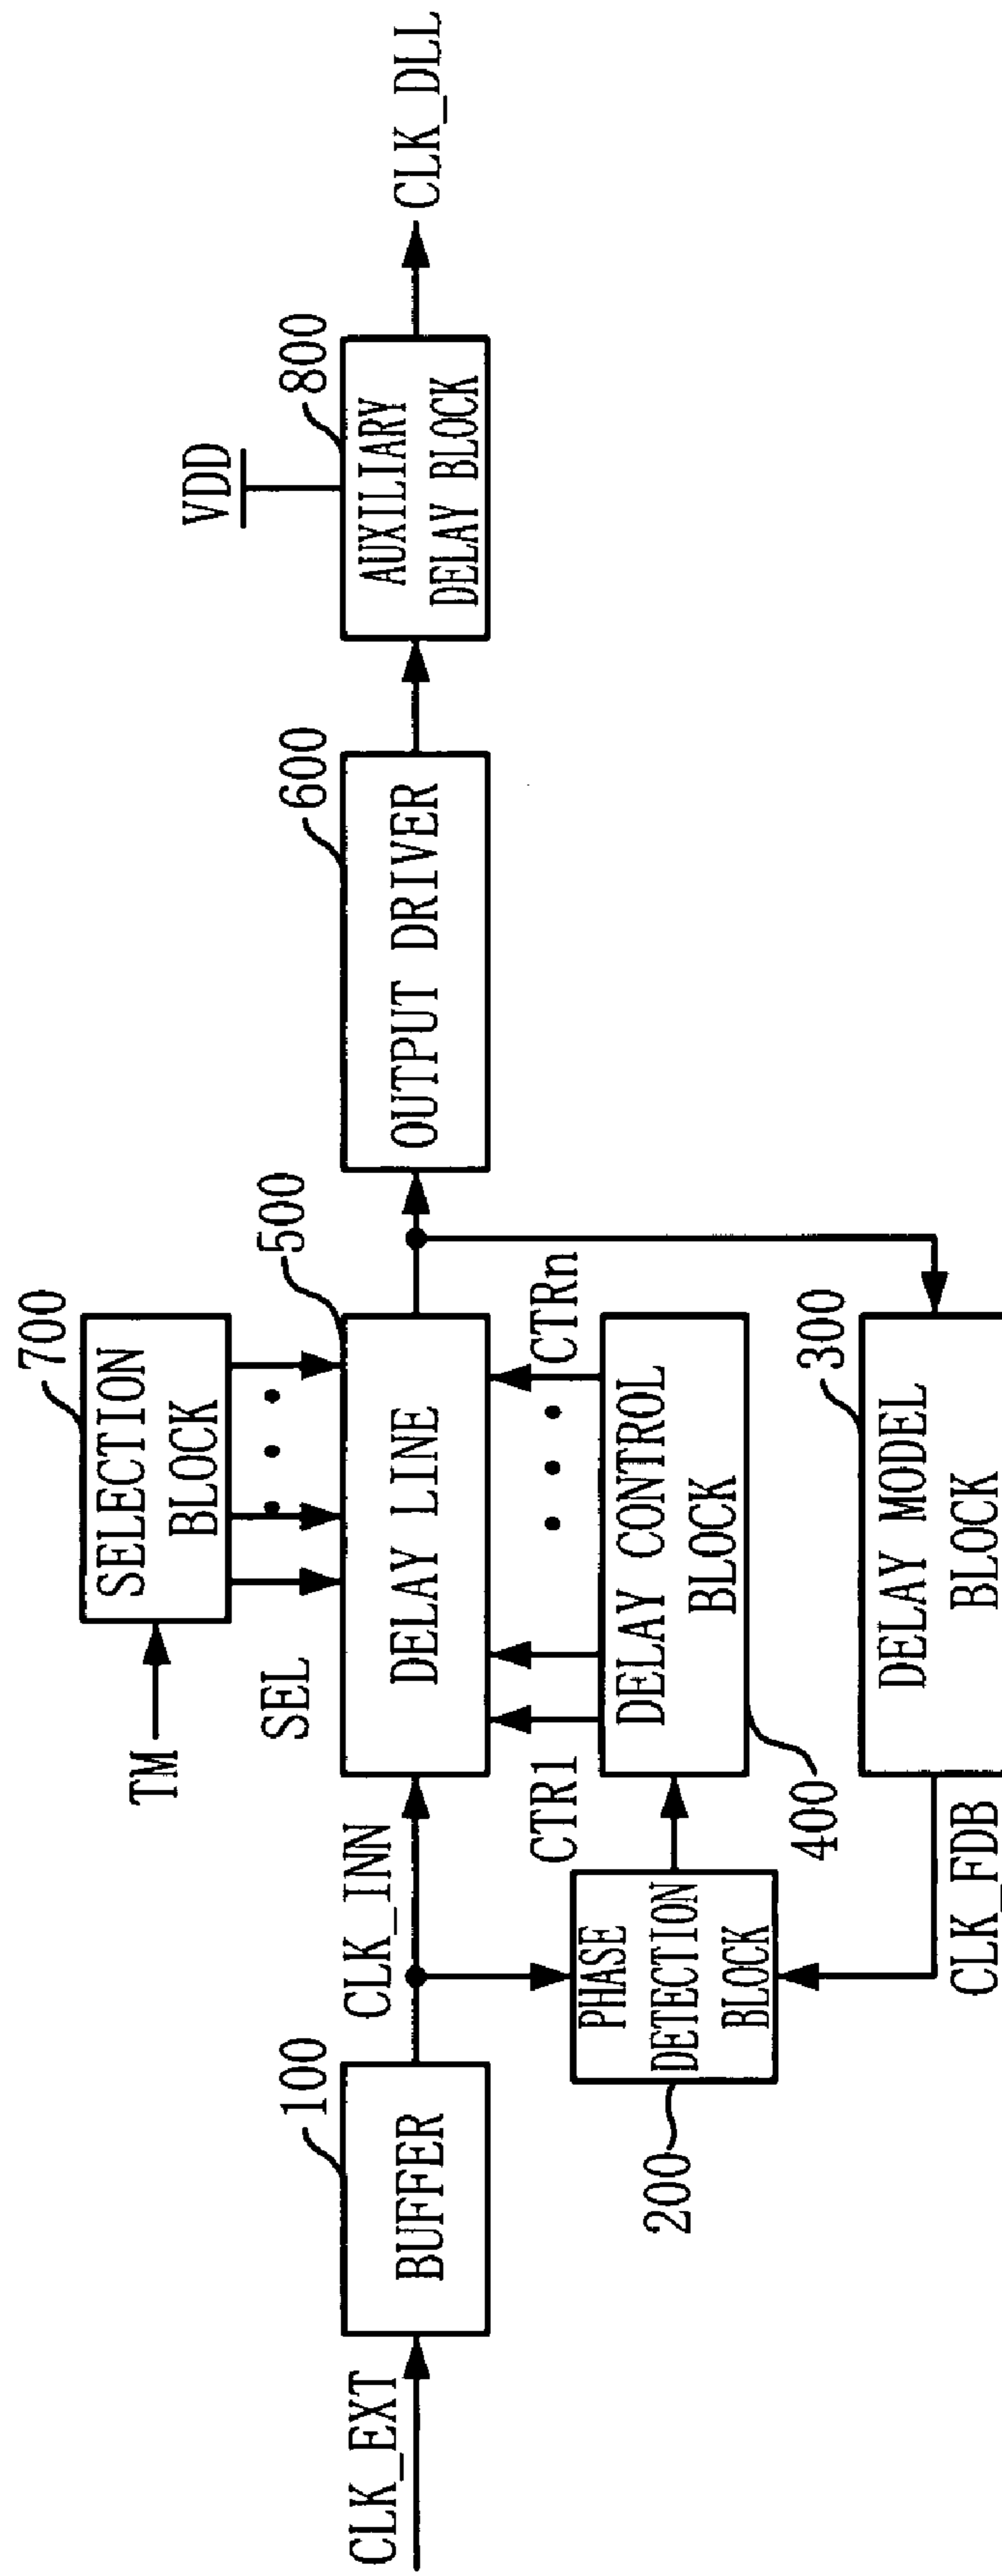 700
SELECTION
BLOCK
TM
SEL
VDD
100
CLK_INN
500
600
800
CLK_EXT
BUFFER
DELAY LINE
OUTPUT DRIVER
AUXILIARY
DELAY BLOCK
CLK_DLL
CTR1
CTRn
200
PHASE
DETECTION
BLOCK
DELAY CONTROL
BLOCK
400
300
CLK_FDB
DELAY MODEL
BLOCK